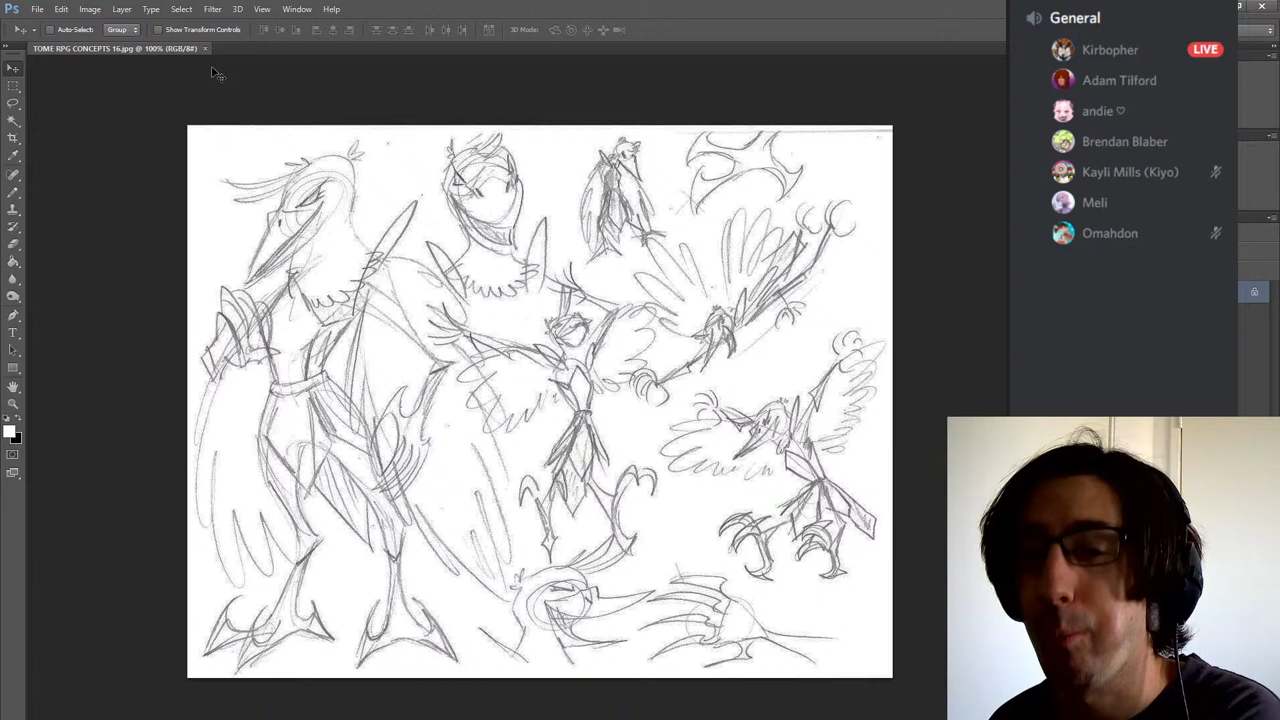 Ps File Edit Image Layer Type Select Filter 3D View Window Help
Auto-Select: Group Show Transform Controls 3D Mode:
TOME RPG CONCEPTS 16.jpg @ 100% (RGB/8#) ×
General
Kirbopher LIVE
Adam Tilford
andie ♡
Brendan Blaber
Kayli Mills (Kiyo)
Meli
Omahdon